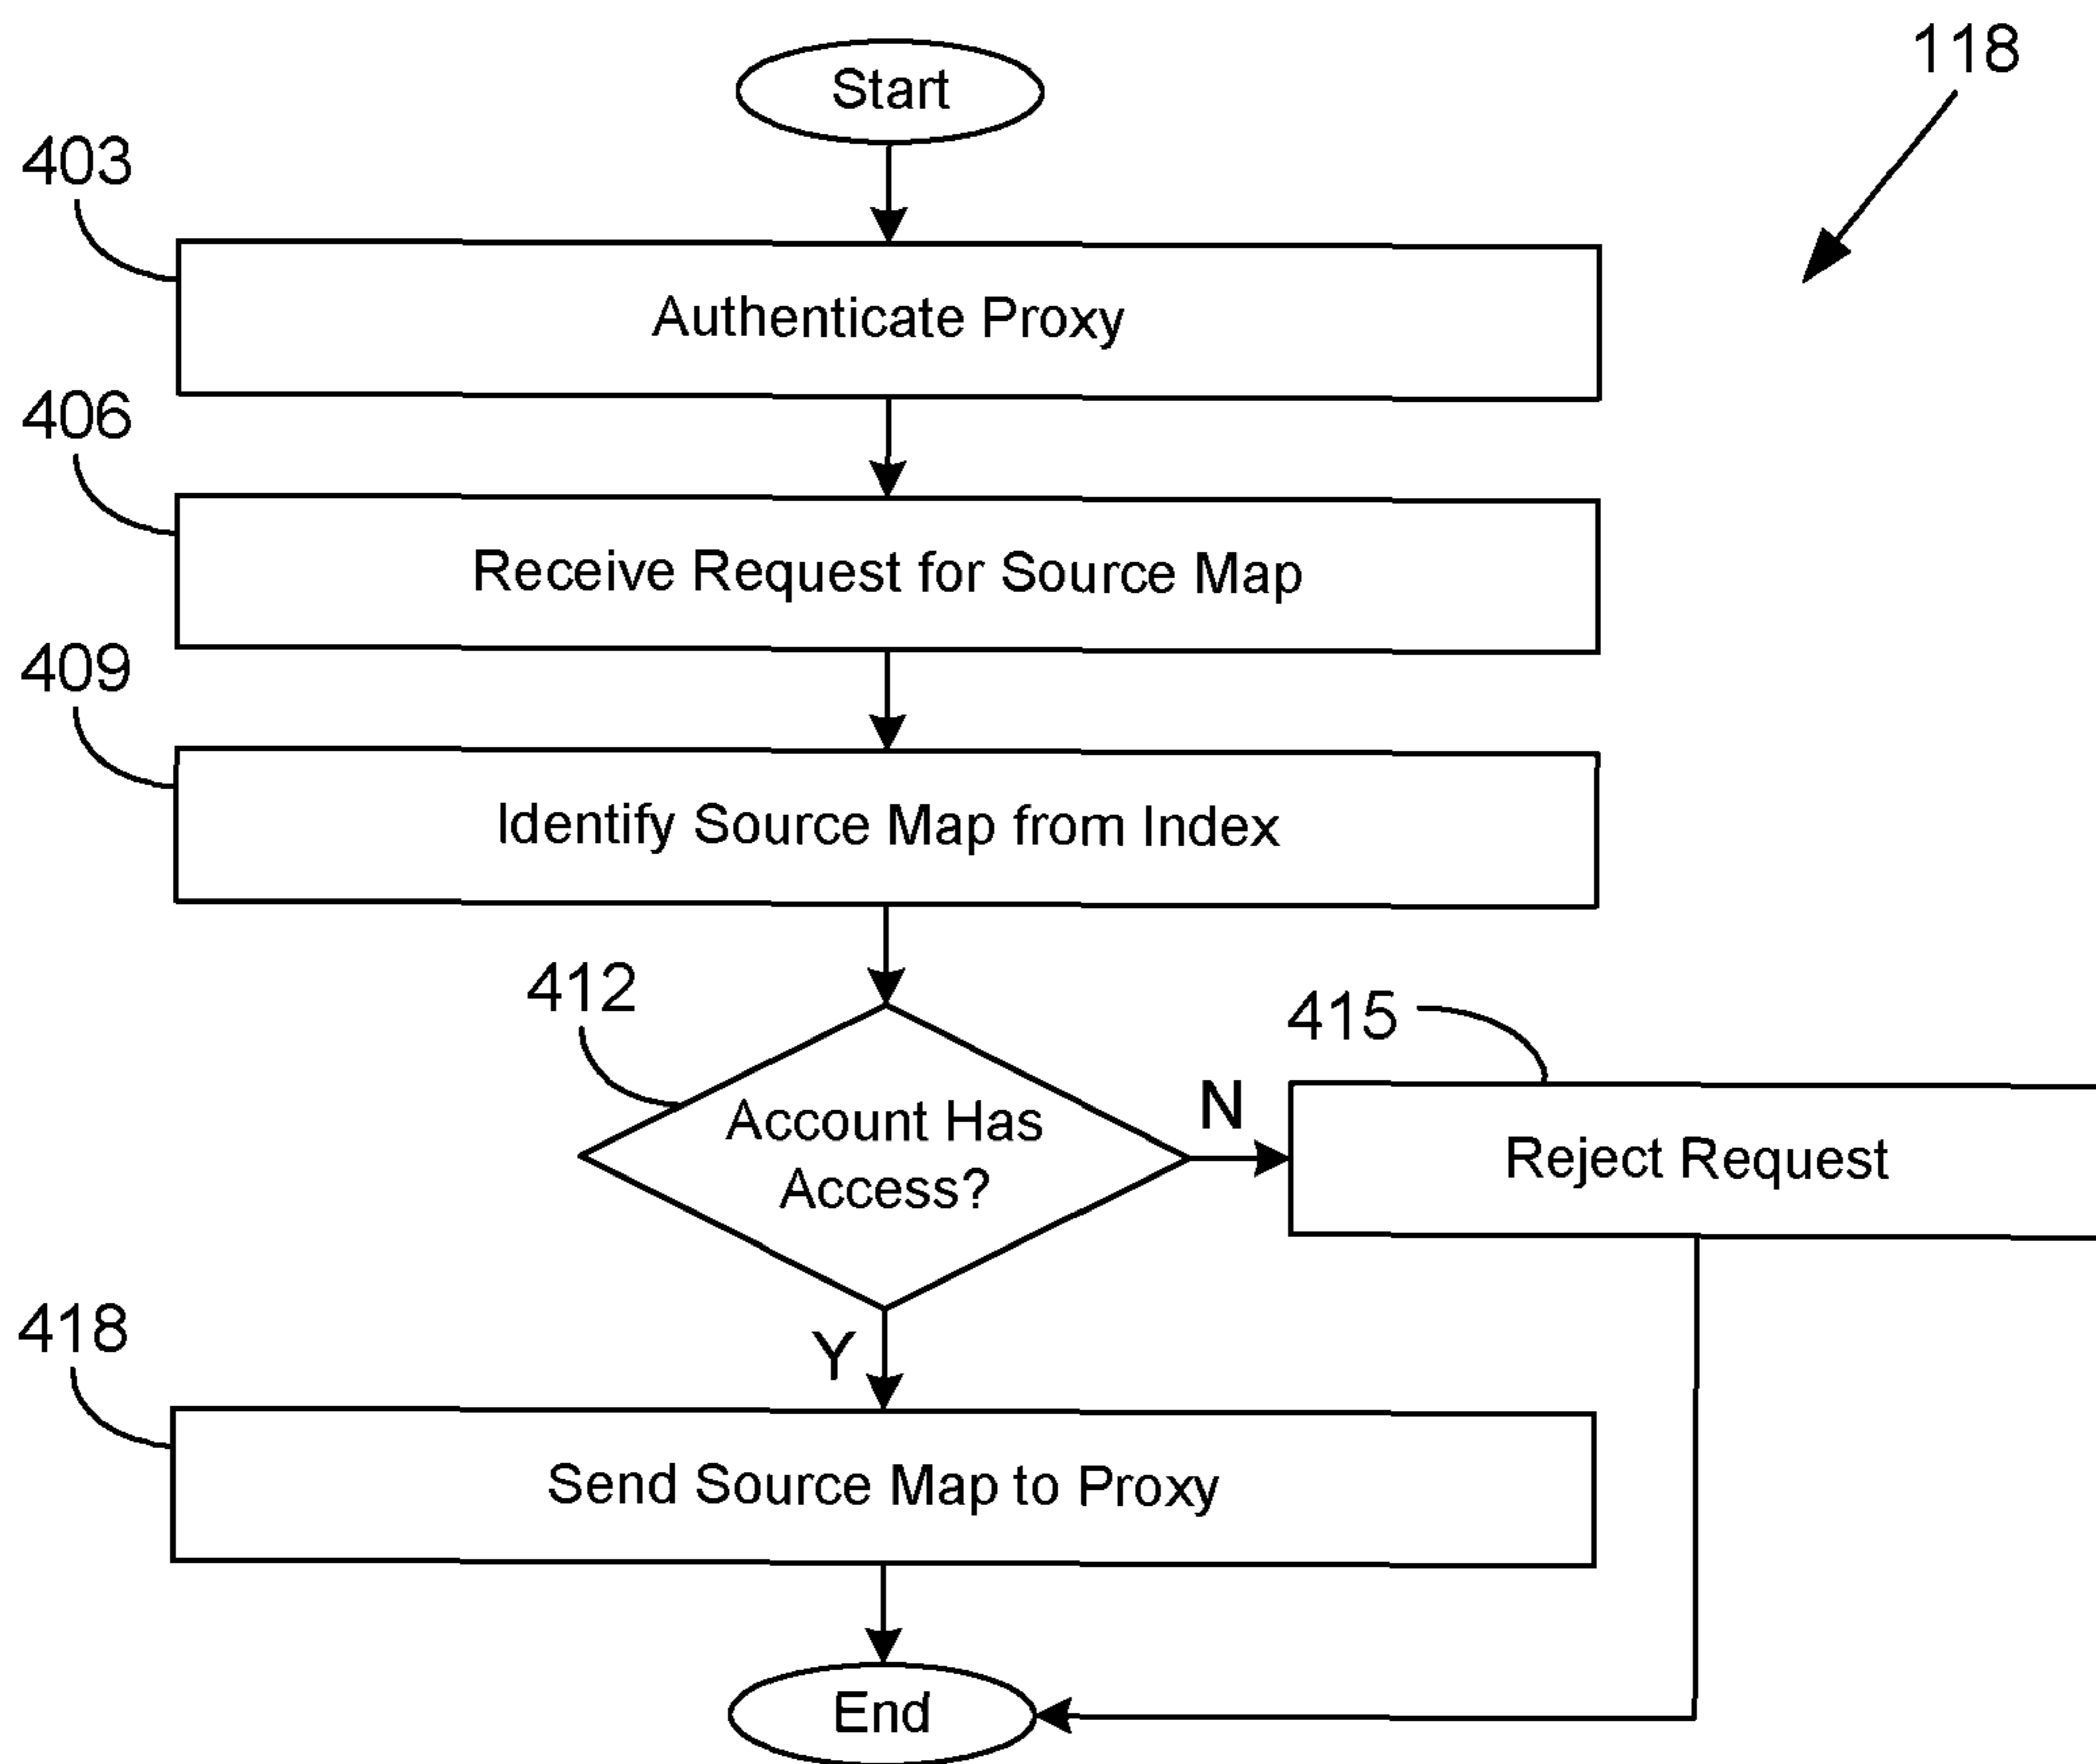 118
Start
403
Authenticate Proxy
406
Receive Request for Source Map
409
Identify Source Map from Index
412
Account Has
Access?
N
415
Reject Request
Y
418
Send Source Map to Proxy
End